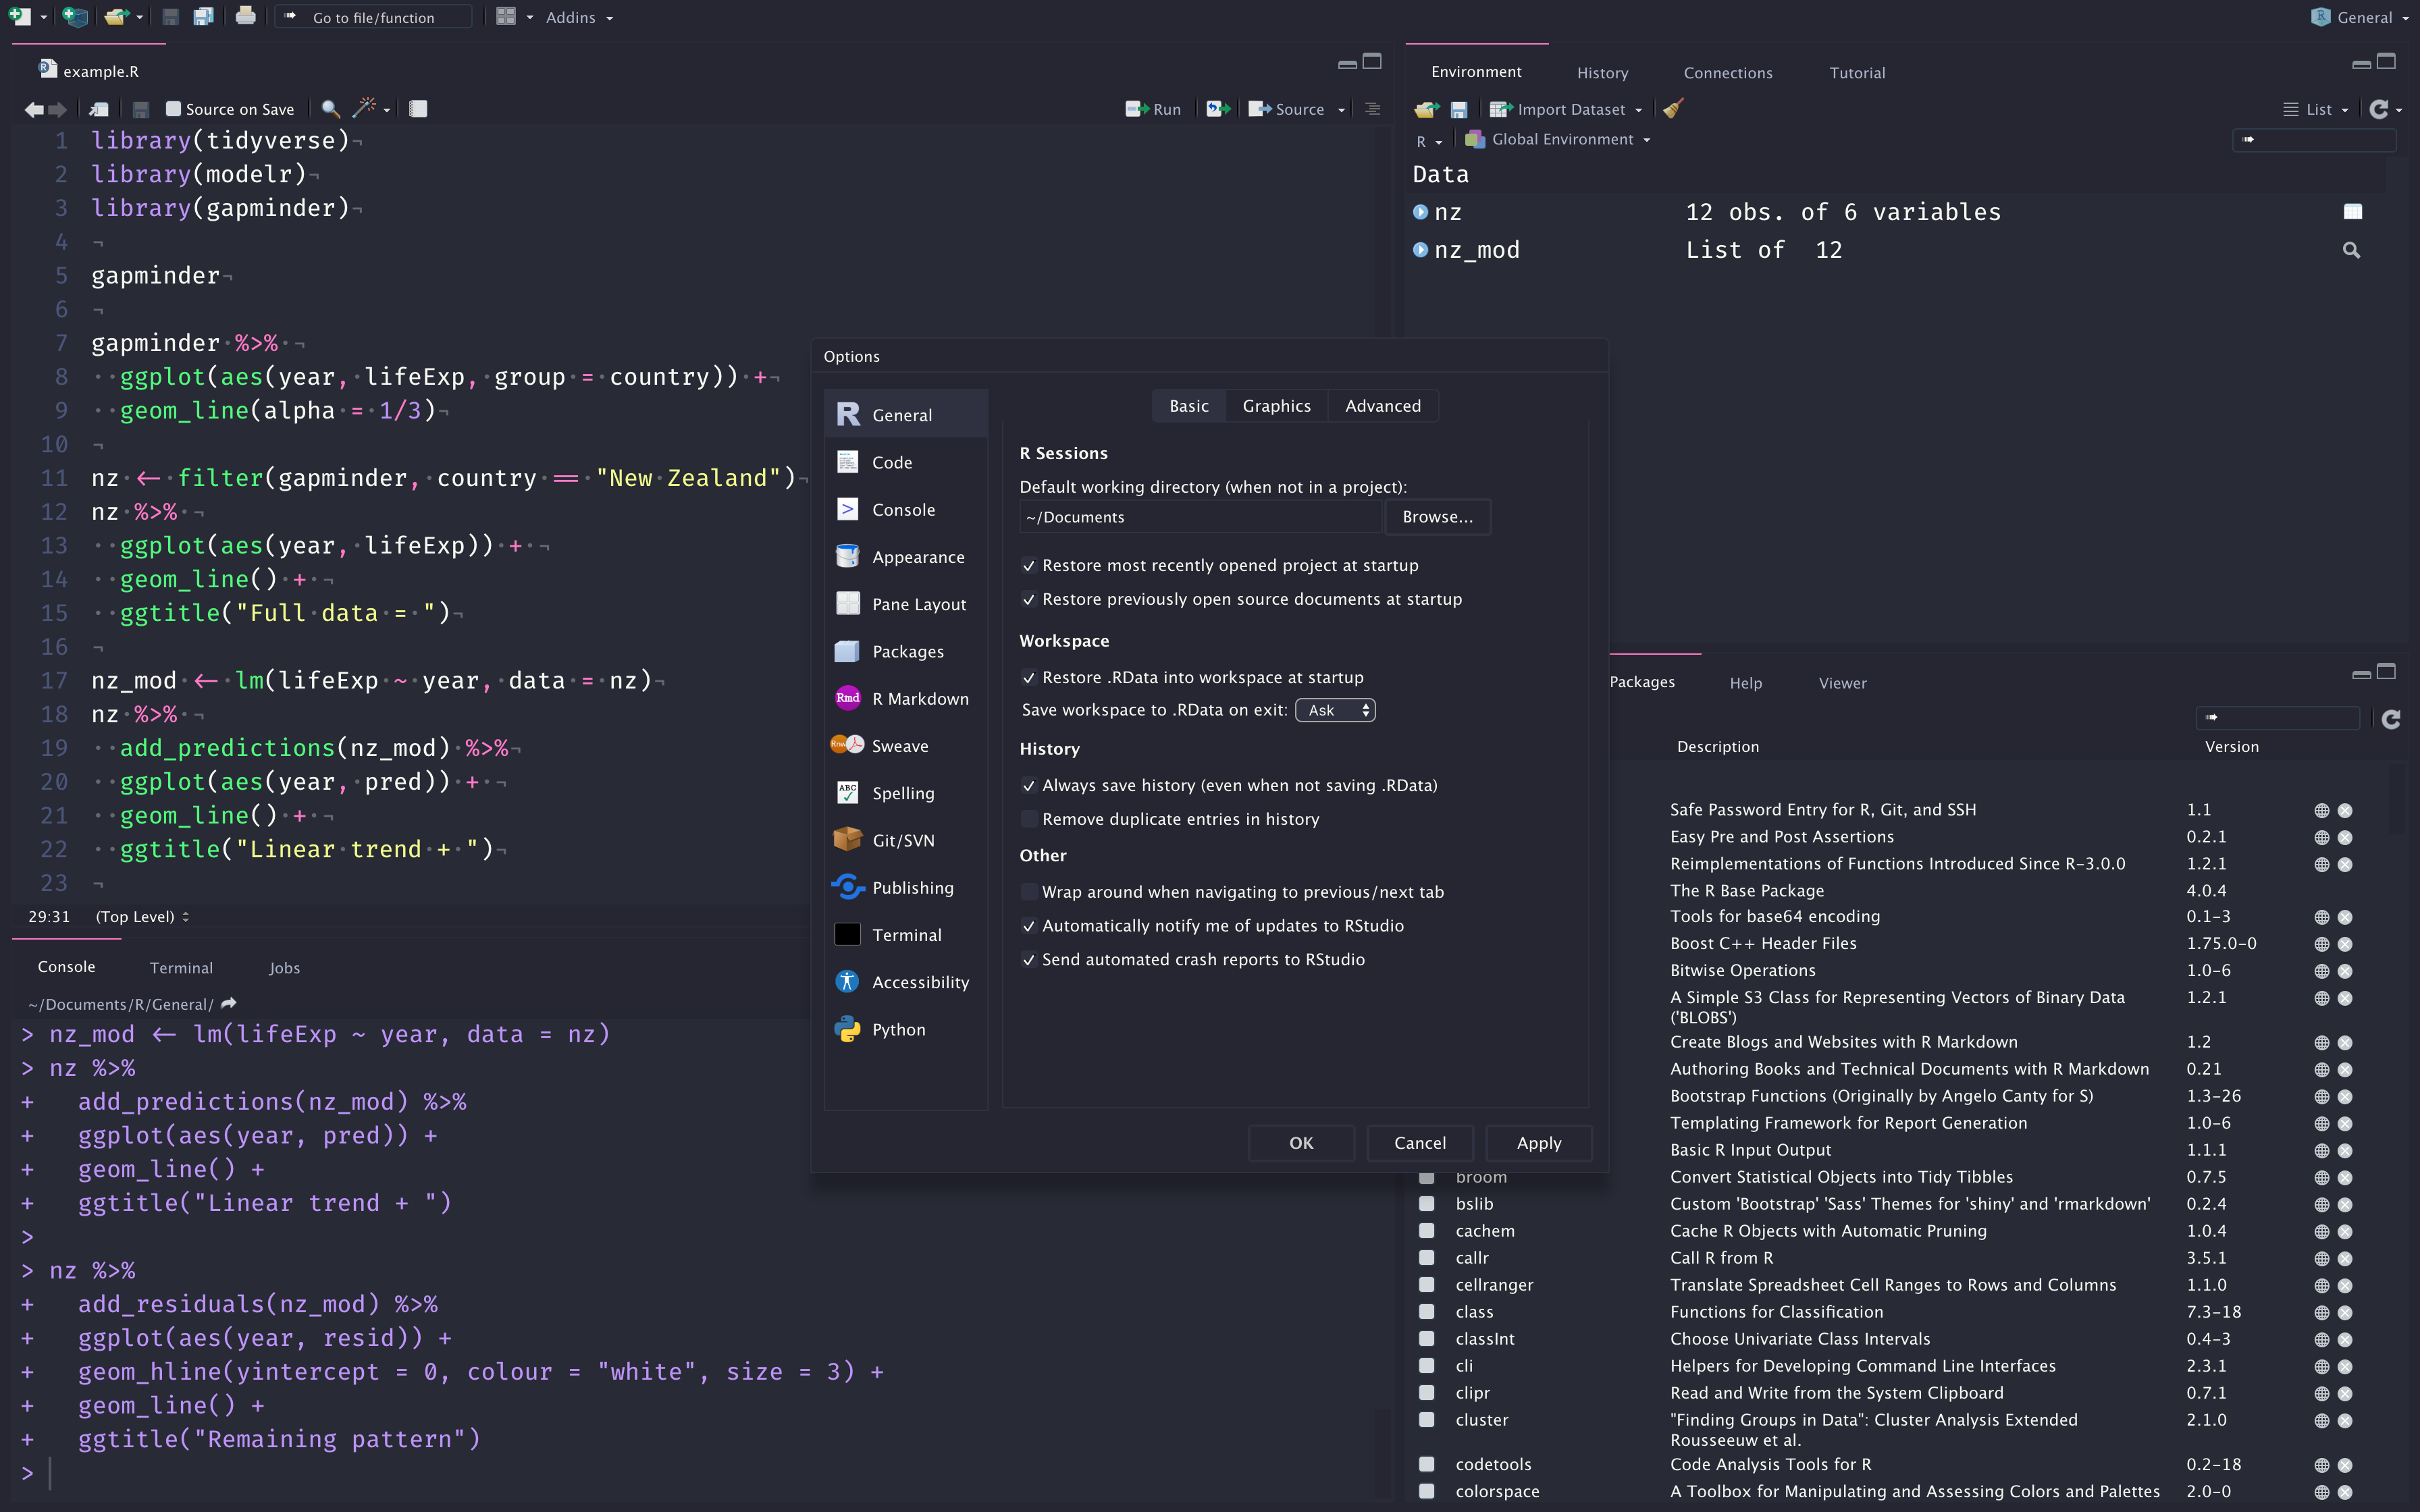 Go to file/function
Addins
General
example.R
Source on Save
Run
Source
1 library(tidyverse)¬
2 library(modelr)¬
3 library(gapminder)¬
4 ¬
5 gapminder¬
6 ¬
7 gapminder·%>%·¬
8 ··ggplot(aes(year,·lifeExp,·group·=·country))·+¬
9 ··geom_line(alpha·=·1/3)¬
10 ¬
11 nz·<-·filter(gapminder,·country·==·"New·Zealand")¬
12 nz·%>%·¬
13 ··ggplot(aes(year,·lifeExp))·+·¬
14 ··geom_line()·+·¬
15 ··ggtitle("Full·data·=·")¬
16 ¬
17 nz_mod·<-·lm(lifeExp·~·year,·data·=·nz)¬
18 nz·%>%·¬
19 ··add_predictions(nz_mod)·%>%¬
20 ··ggplot(aes(year,·pred))·+·¬
21 ··geom_line()·+·¬
22 ··ggtitle("Linear·trend·+·")¬
23 ¬
29:31 (Top Level)
Console Terminal Jobs
~/Documents/R/General/
> nz_mod <- lm(lifeExp ~ year, data = nz)
> nz %>%
+ add_predictions(nz_mod) %>%
+ ggplot(aes(year, pred)) +
+ geom_line() +
+ ggtitle("Linear trend + ")
>
> nz %>%
+ add_residuals(nz_mod) %>%
+ ggplot(aes(year, resid)) +
+ geom_hline(yintercept = 0, colour = "white", size = 3) +
+ geom_line() +
+ ggtitle("Remaining pattern")
>
Options
General
Code
Console
Appearance
Pane Layout
Packages
Rmd R Markdown
Rnw Sweave
ABC Spelling
Git/SVN
Publishing
Terminal
Accessibility
Python
Basic Graphics Advanced
R Sessions
Default working directory (when not in a project):
~/Documents Browse...
Restore most recently opened project at startup
Restore previously open source documents at startup
Workspace
Restore .RData into workspace at startup
Save workspace to .RData on exit: Ask
History
Always save history (even when not saving .RData)
Remove duplicate entries in history
Other
Wrap around when navigating to previous/next tab
Automatically notify me of updates to RStudio
Send automated crash reports to RStudio
OK Cancel Apply
Environment History Connections Tutorial
Import Dataset
List
R Global Environment
Data
nz 12 obs. of 6 variables
nz_mod List of 12
Packages Help Viewer
Description Version
Safe Password Entry for R, Git, and SSH 1.1
Easy Pre and Post Assertions 0.2.1
Reimplementations of Functions Introduced Since R-3.0.0 1.2.1
The R Base Package 4.0.4
Tools for base64 encoding 0.1-3
Boost C++ Header Files 1.75.0-0
Bitwise Operations 1.0-6
A Simple S3 Class for Representing Vectors of Binary Data 1.2.1
('BLOBS')
Create Blogs and Websites with R Markdown 1.2
Authoring Books and Technical Documents with R Markdown 0.21
Bootstrap Functions (Originally by Angelo Canty for S) 1.3-26
Templating Framework for Report Generation 1.0-6
Basic R Input Output 1.1.1
broom Convert Statistical Objects into Tidy Tibbles 0.7.5
bslib Custom 'Bootstrap' 'Sass' Themes for 'shiny' and 'rmarkdown' 0.2.4
cachem Cache R Objects with Automatic Pruning 1.0.4
callr Call R from R 3.5.1
cellranger Translate Spreadsheet Cell Ranges to Rows and Columns 1.1.0
class Functions for Classification 7.3-18
classInt Choose Univariate Class Intervals 0.4-3
cli Helpers for Developing Command Line Interfaces 2.3.1
clipr Read and Write from the System Clipboard 0.7.1
cluster "Finding Groups in Data": Cluster Analysis Extended 2.1.0
Rousseeuw et al.
codetools Code Analysis Tools for R 0.2-18
colorspace A Toolbox for Manipulating and Assessing Colors and Palettes 2.0-0